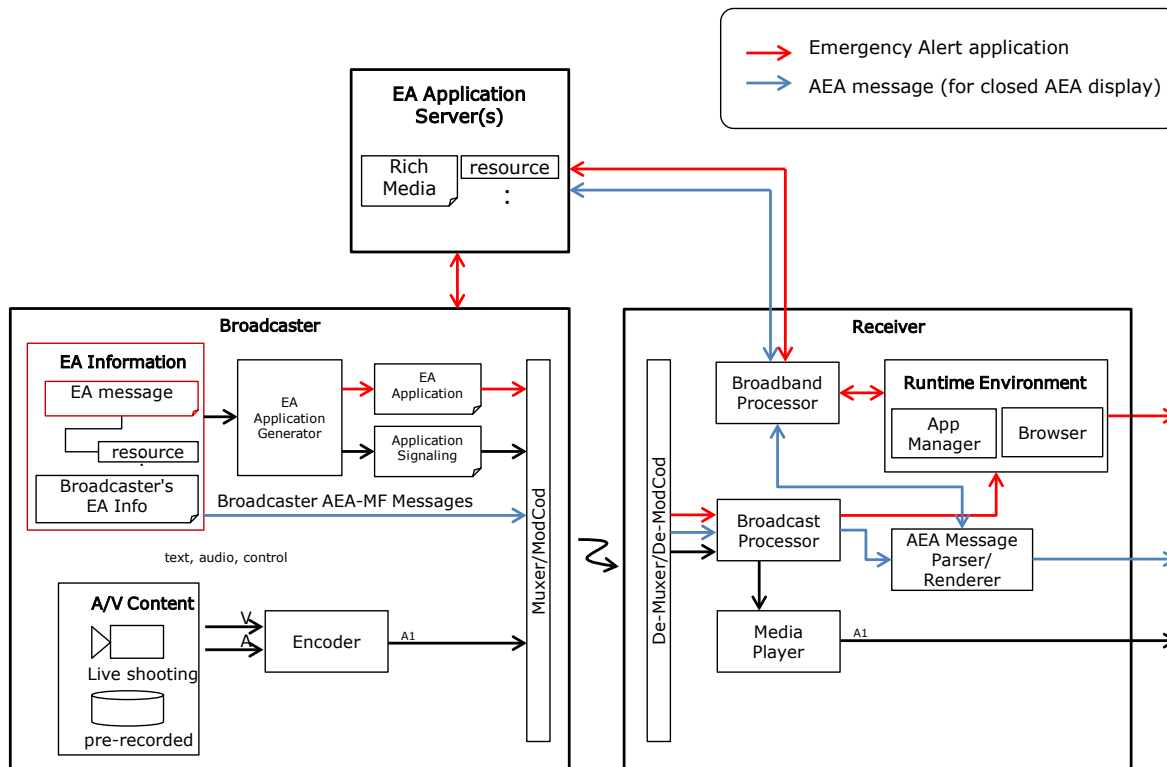 Emergency Alert application
AEA message (for closed AEA display)
EA Application
Server(s)
Rich
Media
resource
:
Broadcaster
EA Information
EA message
resource
:
Broadcaster's
EA Info
EA
Application
Generator
EA
Application
Application
Signaling
Broadcaster AEA-MF Messages
text, audio, control
A/V Content
Live shooting
pre-recorded
V
A
Encoder
A1
Muxer/ModCod
Receiver
De-Muxer/De-ModCod
Broadband
Processor
Runtime Environment
App
Manager
Browser
Broadcast
Processor
AEA Message
Parser/
Renderer
Media
Player
A1